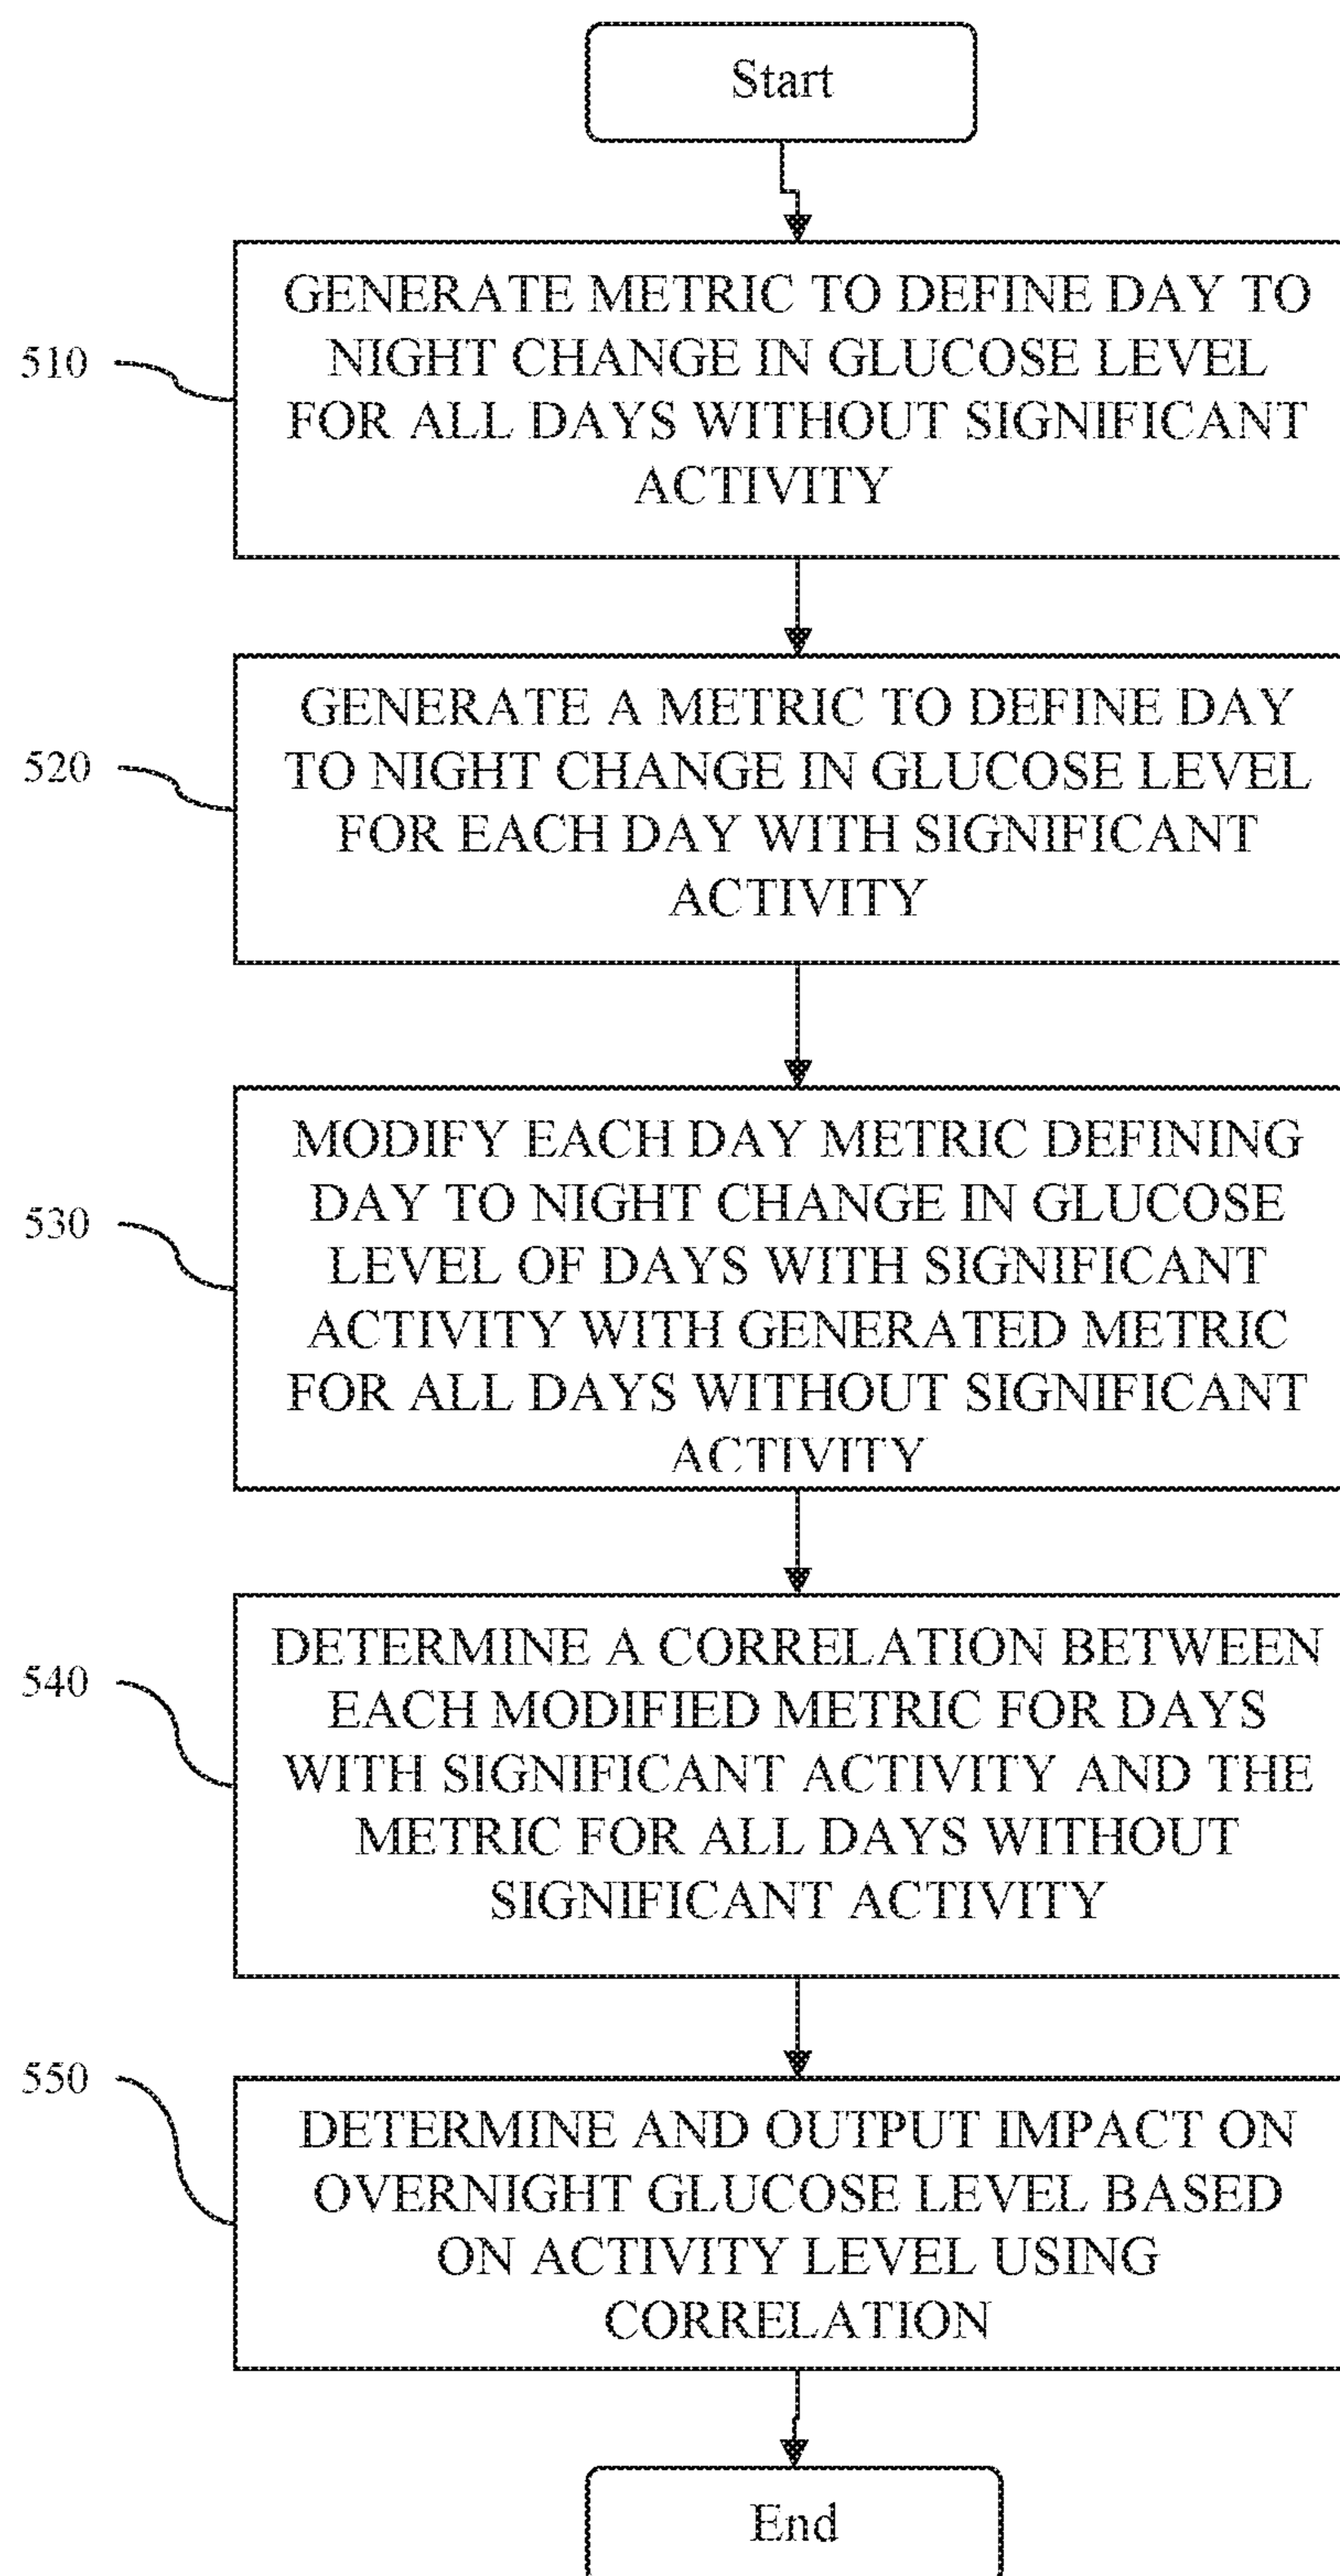 Start
510
GENERATE METRIC TO DEFINE DAY TO
NIGHT CHANGE IN GLUCOSE LEVEL
FOR ALL DAYS WITHOUT SIGNIFICANT
ACTIVITY
520
GENERATE A METRIC TO DEFINE DAY
TO NIGHT CHANGE IN GLUCOSE LEVEL
FOR EACH DAY WITH SIGNIFICANT
ACTIVITY
530
MODIFY EACH DAY METRIC DEFINING
DAY TO NIGHT CHANGE IN GLUCOSE
LEVEL OF DAYS WITH SIGNIFICANT
ACTIVITY WITH GENERATED METRIC
FOR ALL DAYS WITHOUT SIGNIFICANT
ACTIVITY
540
DETERMINE A CORRELATION BETWEEN
EACH MODIFIED METRIC FOR DAYS
WITH SIGNIFICANT ACTIVITY AND THE
METRIC FOR ALL DAYS WITHOUT
SIGNIFICANT ACTIVITY
550
DETERMINE AND OUTPUT IMPACT ON
OVERNIGHT GLUCOSE LEVEL BASED
ON ACTIVITY LEVEL USING
CORRELATION
End